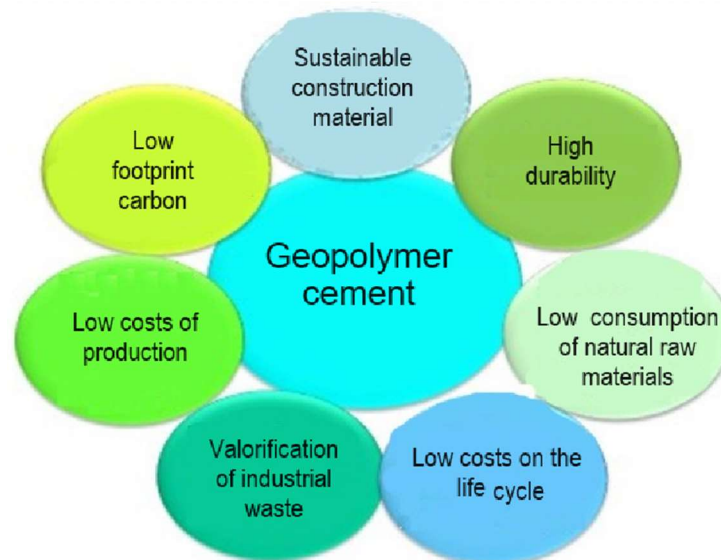 Sustainable
construction
material
Low
footprint
carbon
High
durability
Geopolymer
cement
Low costs of
production
Low consumption
of natural raw
materials
Valorification
of industrial
waste
Low costs on the
life cycle